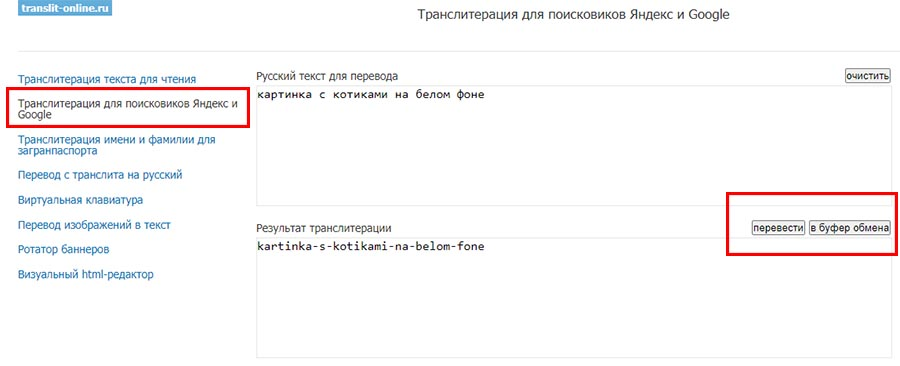 translit-online.ru
Транслитерация для поисковиков Яндекс и Google
Транслитерация текста для чтения
Транслитерация для поисковиков Яндекс и
Google
Транслитерация имени и фамилии для
загранпаспорта
Перевод с транслита на русский
Виртуальная клавиатура
Перевод изображений в текст
Ротатор баннеров
Визуальный html-редактор
Русский текст для перевода
очистить
картинка с котиками на белом фоне
Результат транслитерации
перевести
в буфер обмена
kartinka-s-kotikami-na-belom-fone